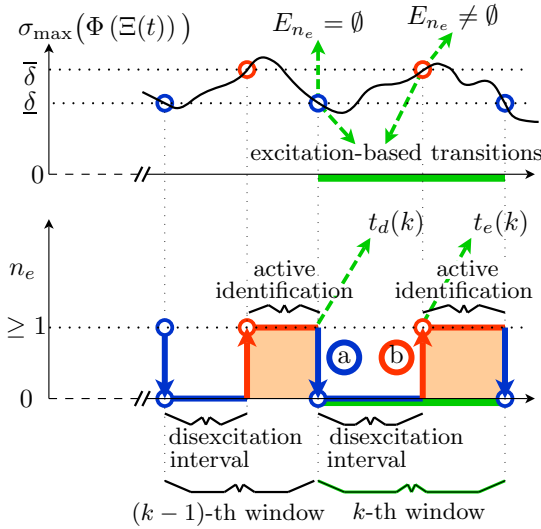 σ_max(Φ(Ξ(t)))
E_{n_e} = ∅
E_{n_e} ≠ ∅
δ̅
δ̲
excitation-based transitions
0
t_d(k)
t_e(k)
n_e
active
identification
active
identification
≥ 1
a
b
0
disexcitation
interval
disexcitation
interval
(k − 1)-th window
k-th window